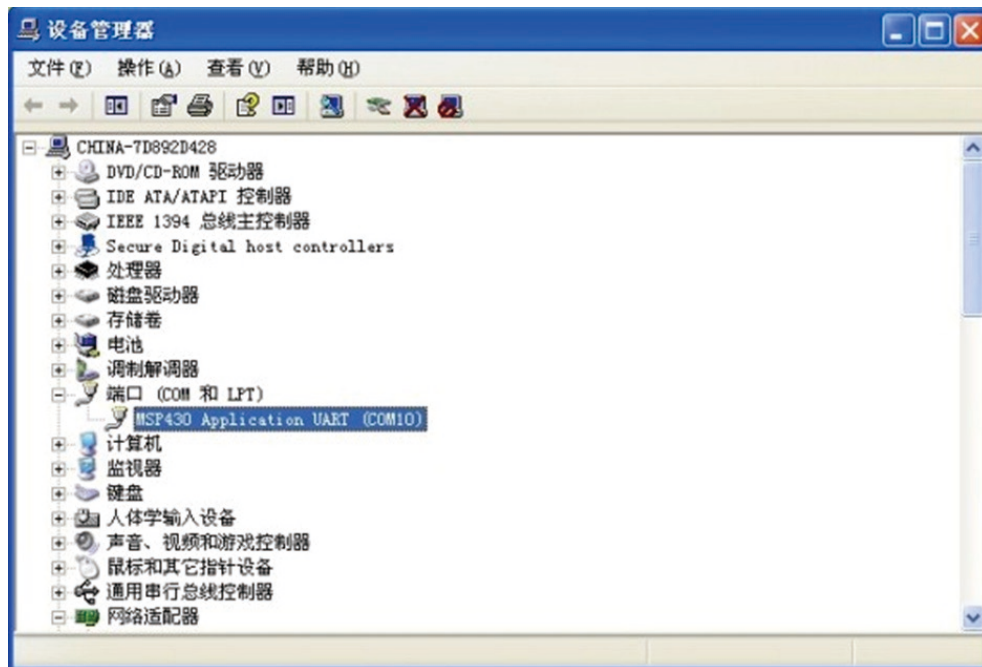 设备管理器
文件(F) 操作(A) 查看(V) 帮助(H)
CHINA-7D892D428
DVD/CD-ROM 驱动器
IDE ATA/ATAPI 控制器
IEEE 1394 总线主控制器
Secure Digital host controllers
处理器
磁盘驱动器
存储卷
电池
调制解调器
端口 (COM 和 LPT)
MSP430 Application UART (COM10)
计算机
监视器
键盘
人体学输入设备
声音、视频和游戏控制器
鼠标和其它指针设备
通用串行总线控制器
网络适配器